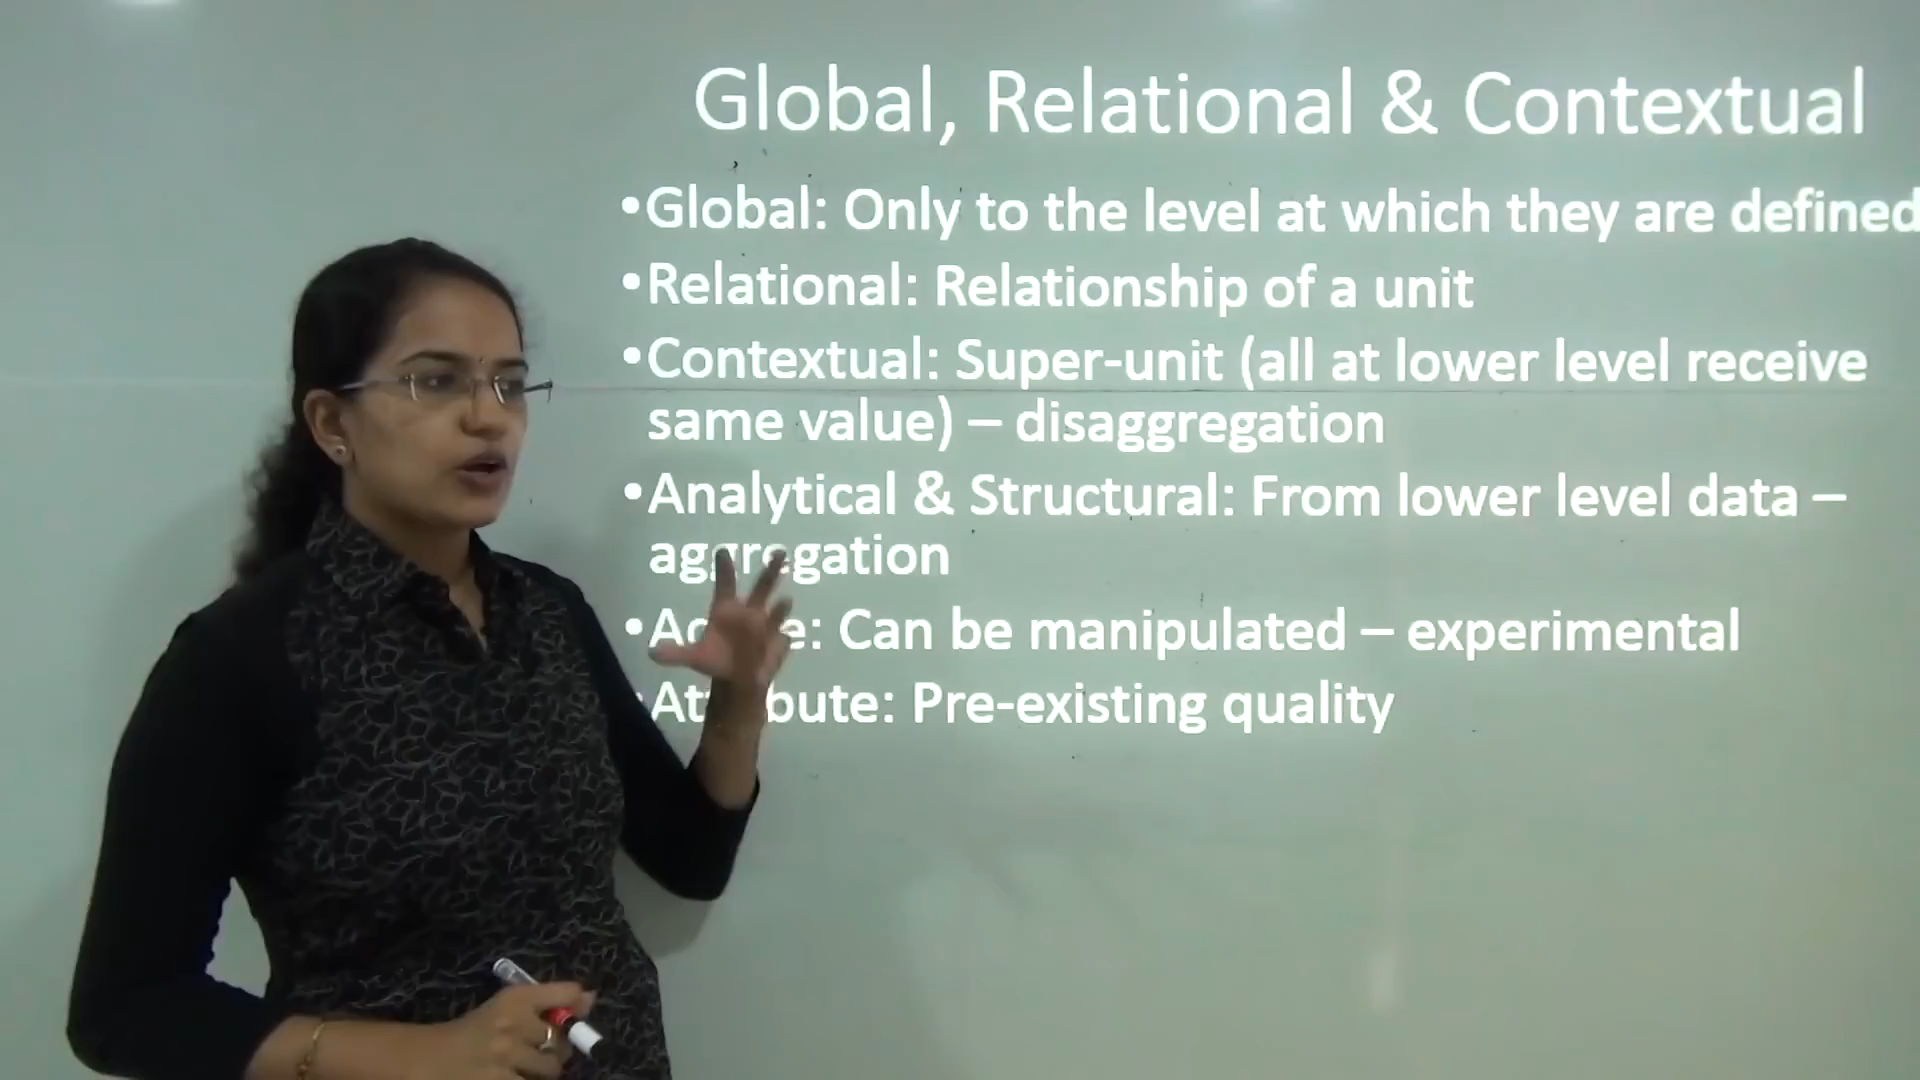 Global, Relational & Contextual
•Global: Only to the level at which they are defined
•Relational: Relationship of a unit
•Contextual: Super-unit (all at lower level receive
same value) – disaggregation
•Analytical & Structural: From lower level data –
aggregation
• : Can be manipulated – experimental
•Attribute: Pre-existing quality